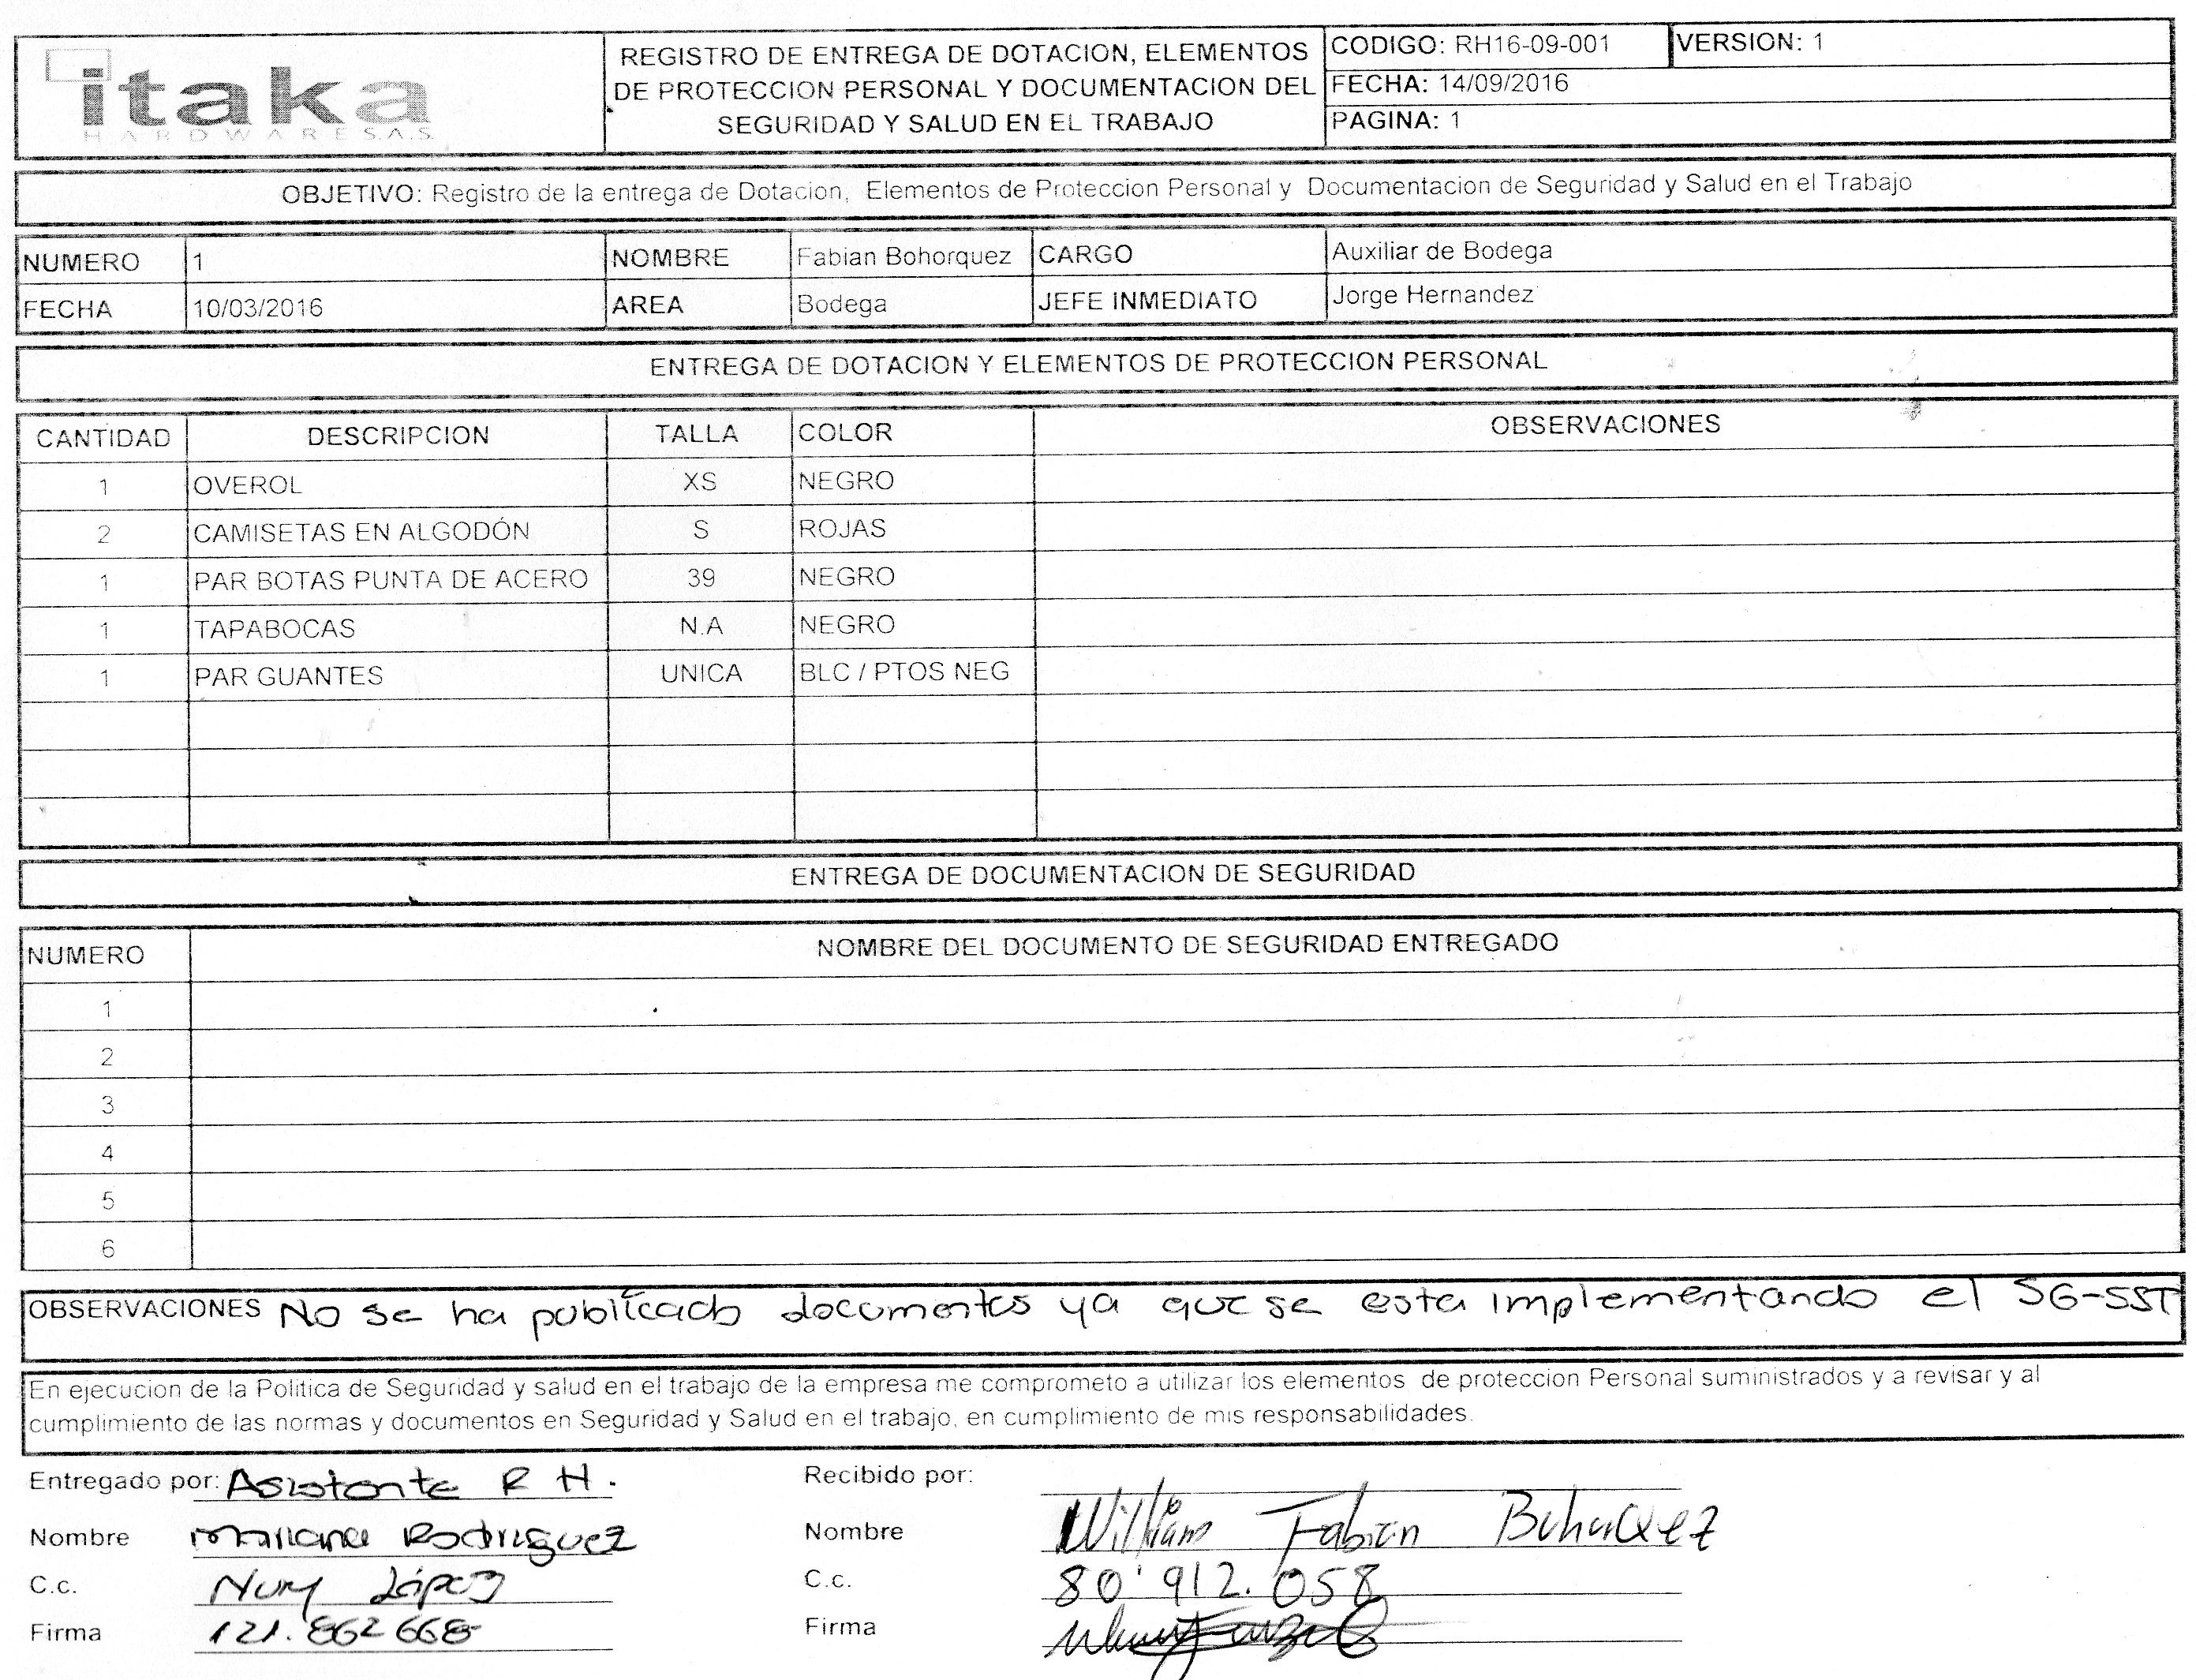 itaka
HARDWARE S.A.S.
REGISTRO DE ENTREGA DE DOTACION, ELEMENTOS
DE PROTECCION PERSONAL Y DOCUMENTACION DEL
SEGURIDAD Y SALUD EN EL TRABAJO
CODIGO: RH16-09-001 VERSION: 1
FECHA: 14/09/2016
PAGINA: 1
OBJETIVO: Registro de la entrega de Dotacion, Elementos de Proteccion Personal y Documentacion de Seguridad y Salud en el Trabajo
NUMERO 1 NOMBRE Fabian Bohorquez CARGO Auxiliar de Bodega
FECHA 10/03/2016 AREA Bodega JEFE INMEDIATO Jorge Hernandez
ENTREGA DE DOTACION Y ELEMENTOS DE PROTECCION PERSONAL
CANTIDAD DESCRIPCION TALLA COLOR OBSERVACIONES
1 OVEROL XS NEGRO
2 CAMISETAS EN ALGODÓN S ROJAS
1 PAR BOTAS PUNTA DE ACERO 39 NEGRO
1 TAPABOCAS N.A NEGRO
1 PAR GUANTES UNICA BLC / PTOS NEG
ENTREGA DE DOCUMENTACION DE SEGURIDAD
NUMERO NOMBRE DEL DOCUMENTO DE SEGURIDAD ENTREGADO
1
2
3
4
5
6
OBSERVACIONES No se ha publicado documentos ya que se esta implementando el SG-SST
En ejecucion de la Politica de Seguridad y salud en el trabajo de la empresa me comprometo a utilizar los elementos de proteccion Personal suministrados y a revisar y al
cumplimiento de las normas y documentos en Seguridad y Salud en el trabajo, en cumplimiento de mis responsabilidades.
Entregado por: Asistente R H. Recibido por:
Nombre Mariana Rodriguez Nombre William Fabian BohorQuez
C.c. Nury López C.c. 80'912.058
Firma 121.862668 Firma